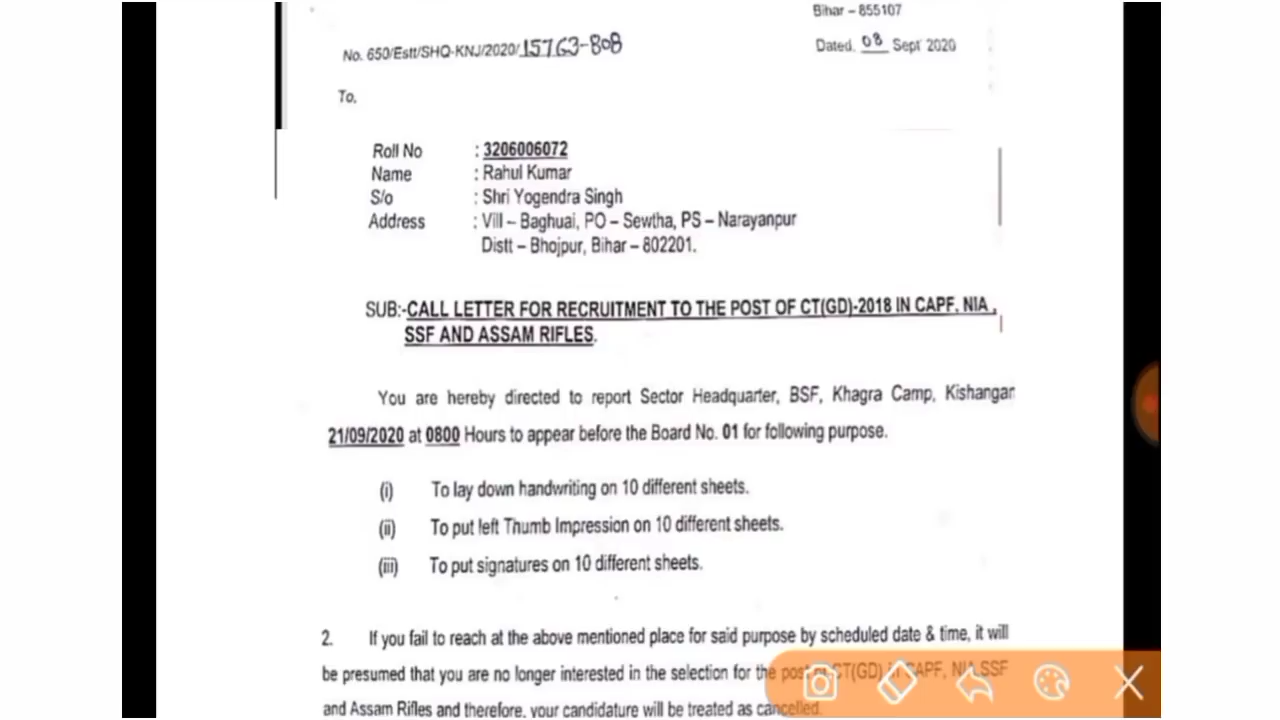 Bihar – 855107
No. 650/Estt/SHQ-KNJ/2020/15763-808
Dated. 08 Sept 2020
To.
Roll No : 3206006072
Name : Rahul Kumar
S/o : Shri Yogendra Singh
Address : Vill – Baghuai, PO – Sewtha, PS – Narayanpur
Distt – Bhojpur, Bihar – 802201.
SUB:-CALL LETTER FOR RECRUITMENT TO THE POST OF CT(GD)-2018 IN CAPF, NIA ,
SSF AND ASSAM RIFLES.
You are hereby directed to report Sector Headquarter, BSF, Khagra Camp, Kishangar
21/09/2020 at 0800 Hours to appear before the Board No. 01 for following purpose.
(i) To lay down handwriting on 10 different sheets.
(ii) To put left Thumb Impression on 10 different sheets.
(iii) To put signatures on 10 different sheets.
2. If you fail to reach at the above mentioned place for said purpose by scheduled date & time, it will
be presumed that you are no longer interested in the selection for the post of CT(GD) in CAPF, NIA,SSF
and Assam Rifles and therefore, your candidature will be treated as cancelled.